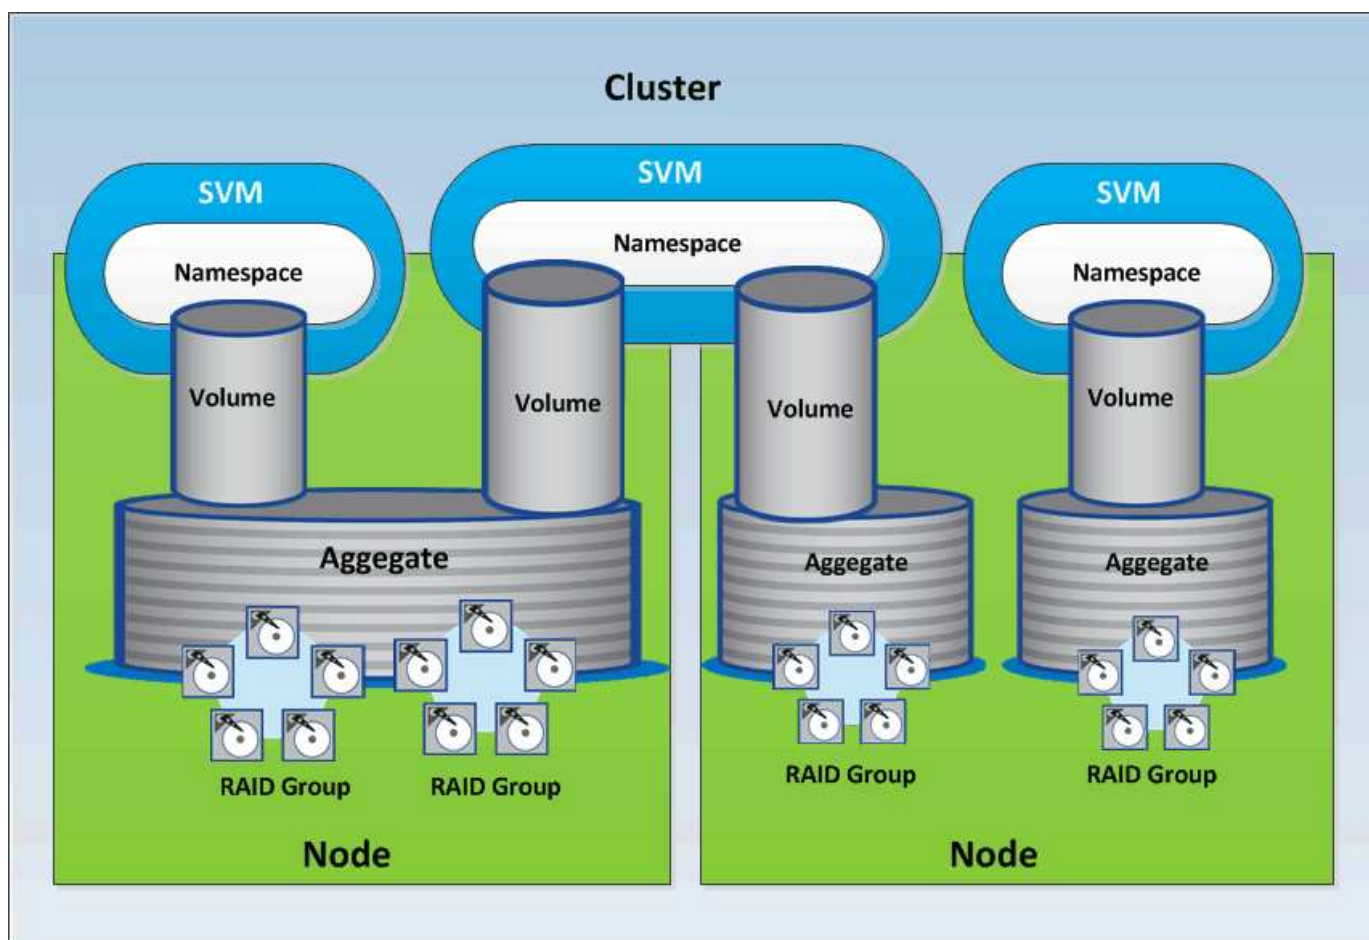 Cluster
SVM
SVM
SVM
Namespace
Namespace
Namespace
Volume
Volume
Volume
Volume
Aggegate
Aggegate
Aggegate
RAID Group
RAID Group
RAID Group
RAID Group
Node
Node